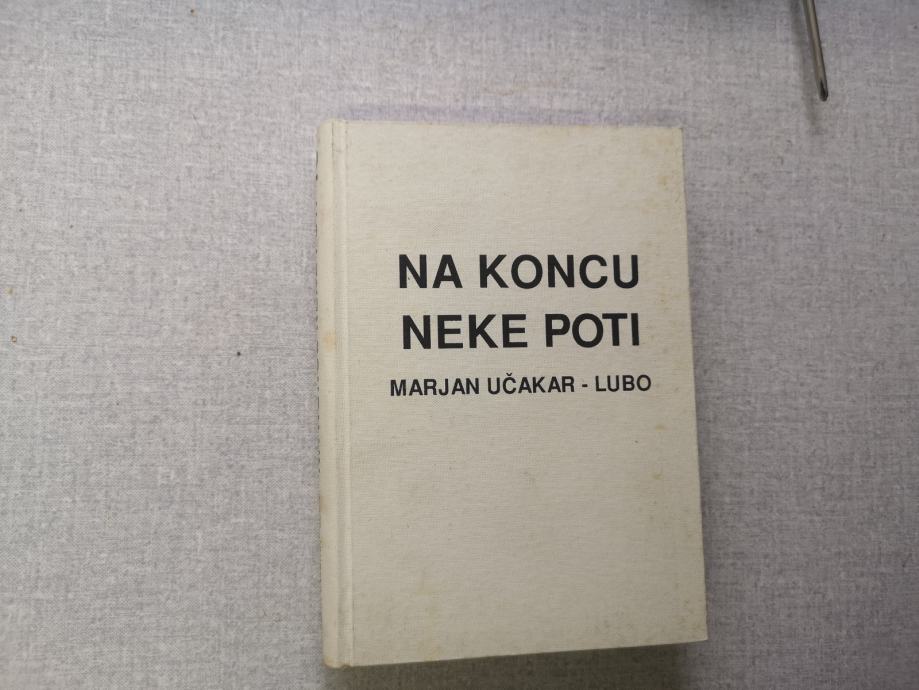 NA KONCU
NEKE POTI
MARJAN UČAKAR - LUBO